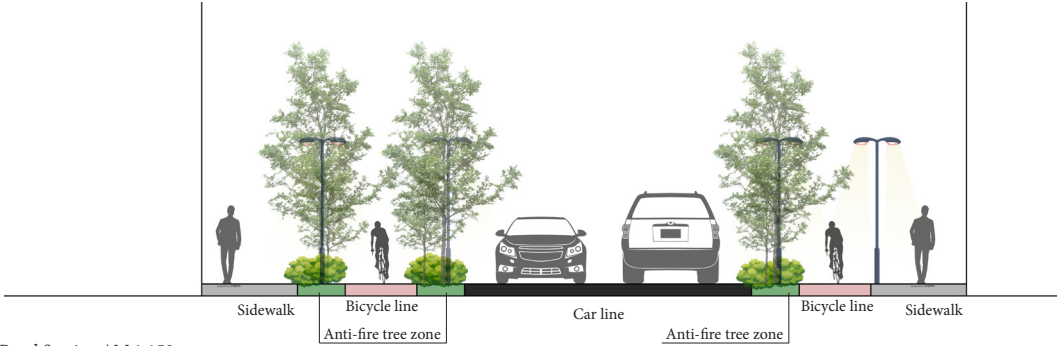 Sidewalk
Bicycle line
Car line
Bicycle line
Sidewalk
Anti-fire tree zone
Anti-fire tree zone